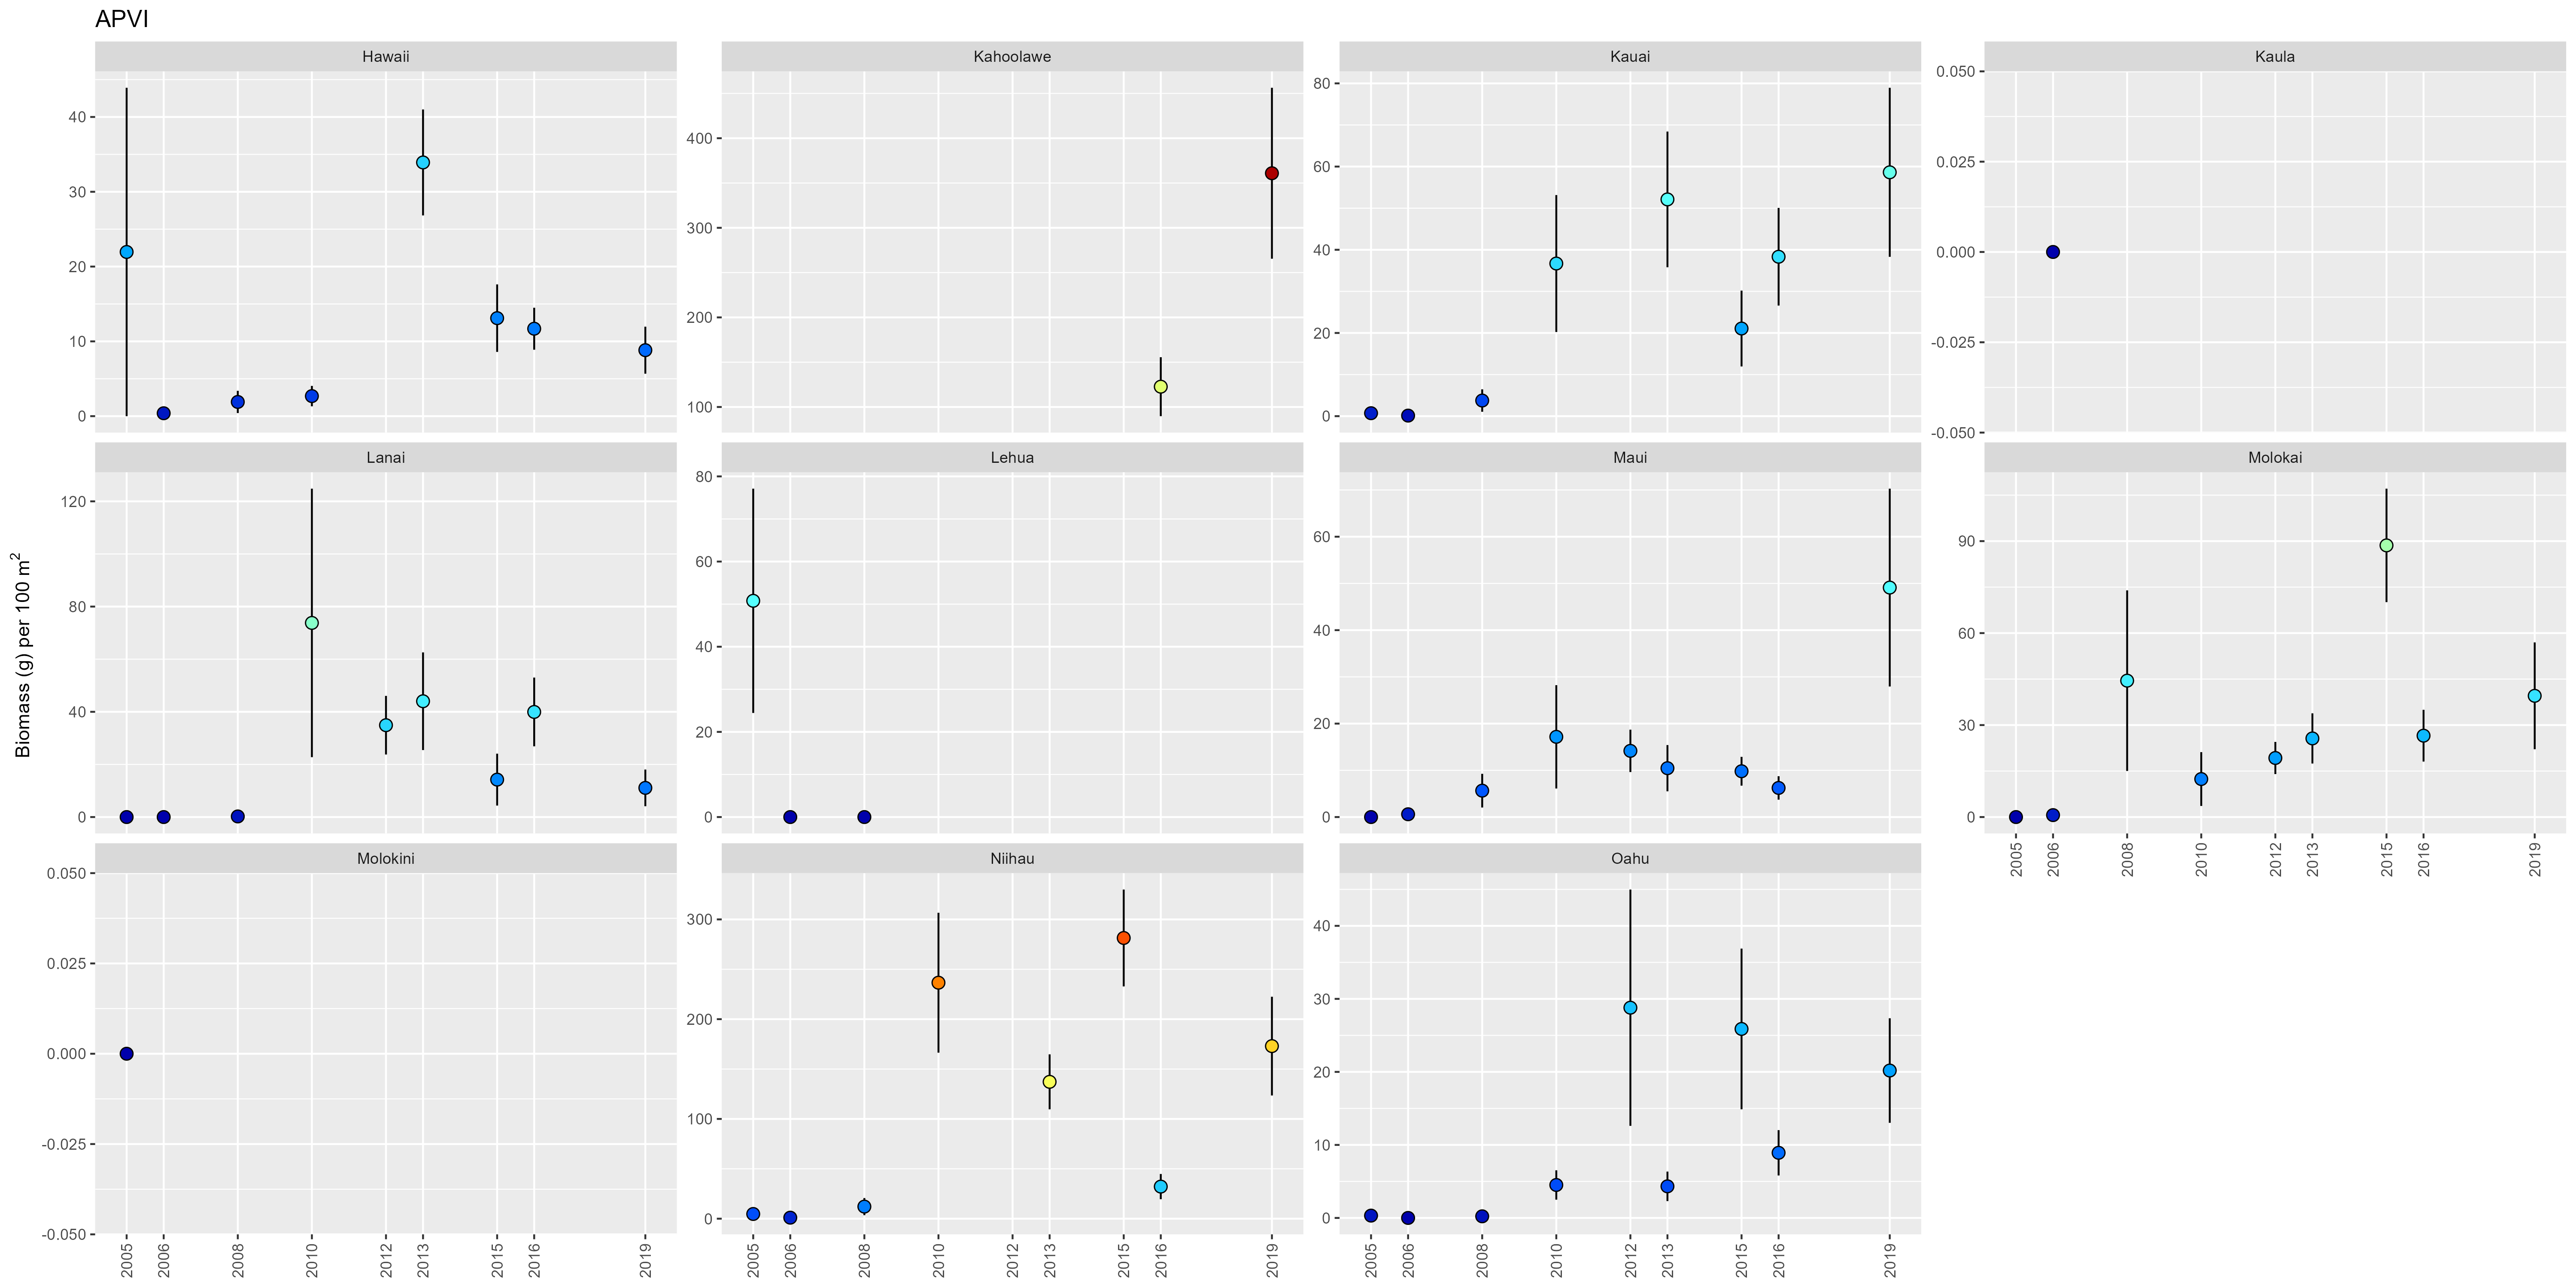 APVI
Hawaii Kahoolawe Kauai Kaula
40 30 20 10 0
400 300 200 100
80 60 40 20 0
0.050 0.025 0.000 -0.025 -0.050
Lanai Lehua Maui Molokai
120 80 40 0
80 60 40 20 0
60 40 20 0
90 60 30 0
2005 2006 2008 2010 2012 2013 2015 2016 2019
Biomass (g) per 100 m²
Molokini Niihau Oahu
0.050 0.025 0.000 -0.025 -0.050
300 200 100 0
40 30 20 10 0
2005 2006 2008 2010 2012 2013 2015 2016 2019
2005 2006 2008 2010 2012 2013 2015 2016 2019
2005 2006 2008 2010 2012 2013 2015 2016 2019